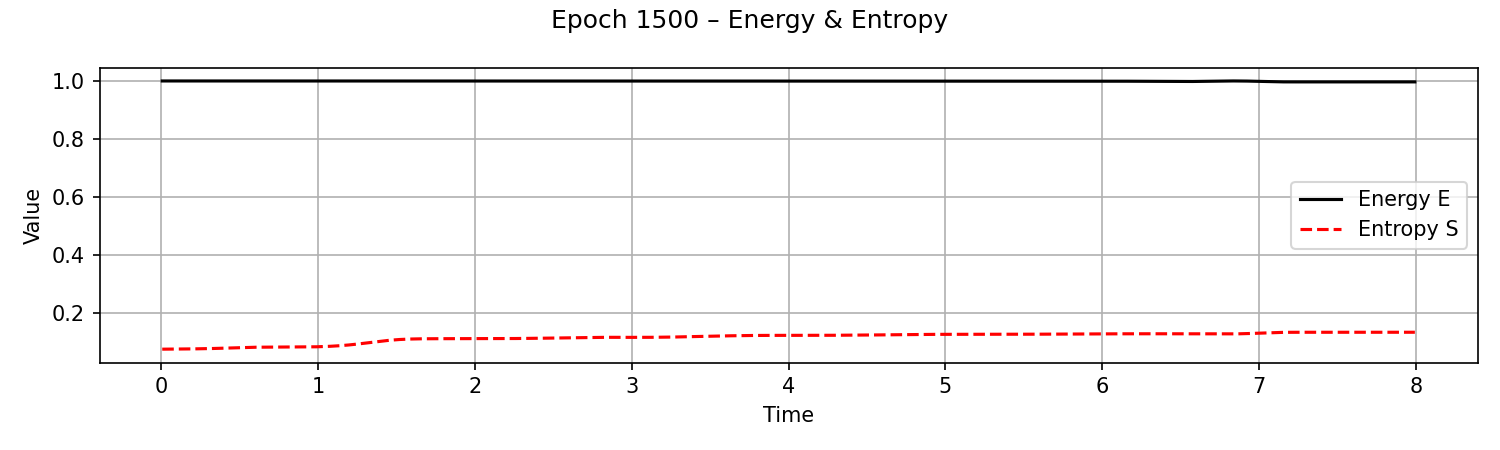 Epoch 1500 – Energy & Entropy
Value
1.0
0.8
0.6
0.4
0.2
Energy E
Entropy S
0 1 2 3 4 5 6 7 8
Time